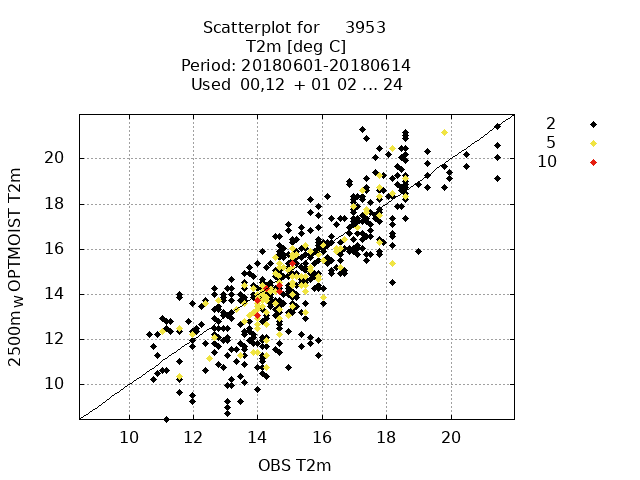 Scatterplot for 3953
T2m [deg C]
Period: 20180601-20180614
Used 00,12 + 01 02 ... 24
2
5
10
20
18
16
14
12
10
2500m_W OPTMOIST T2m
10 12 14 16 18 20
OBS T2m